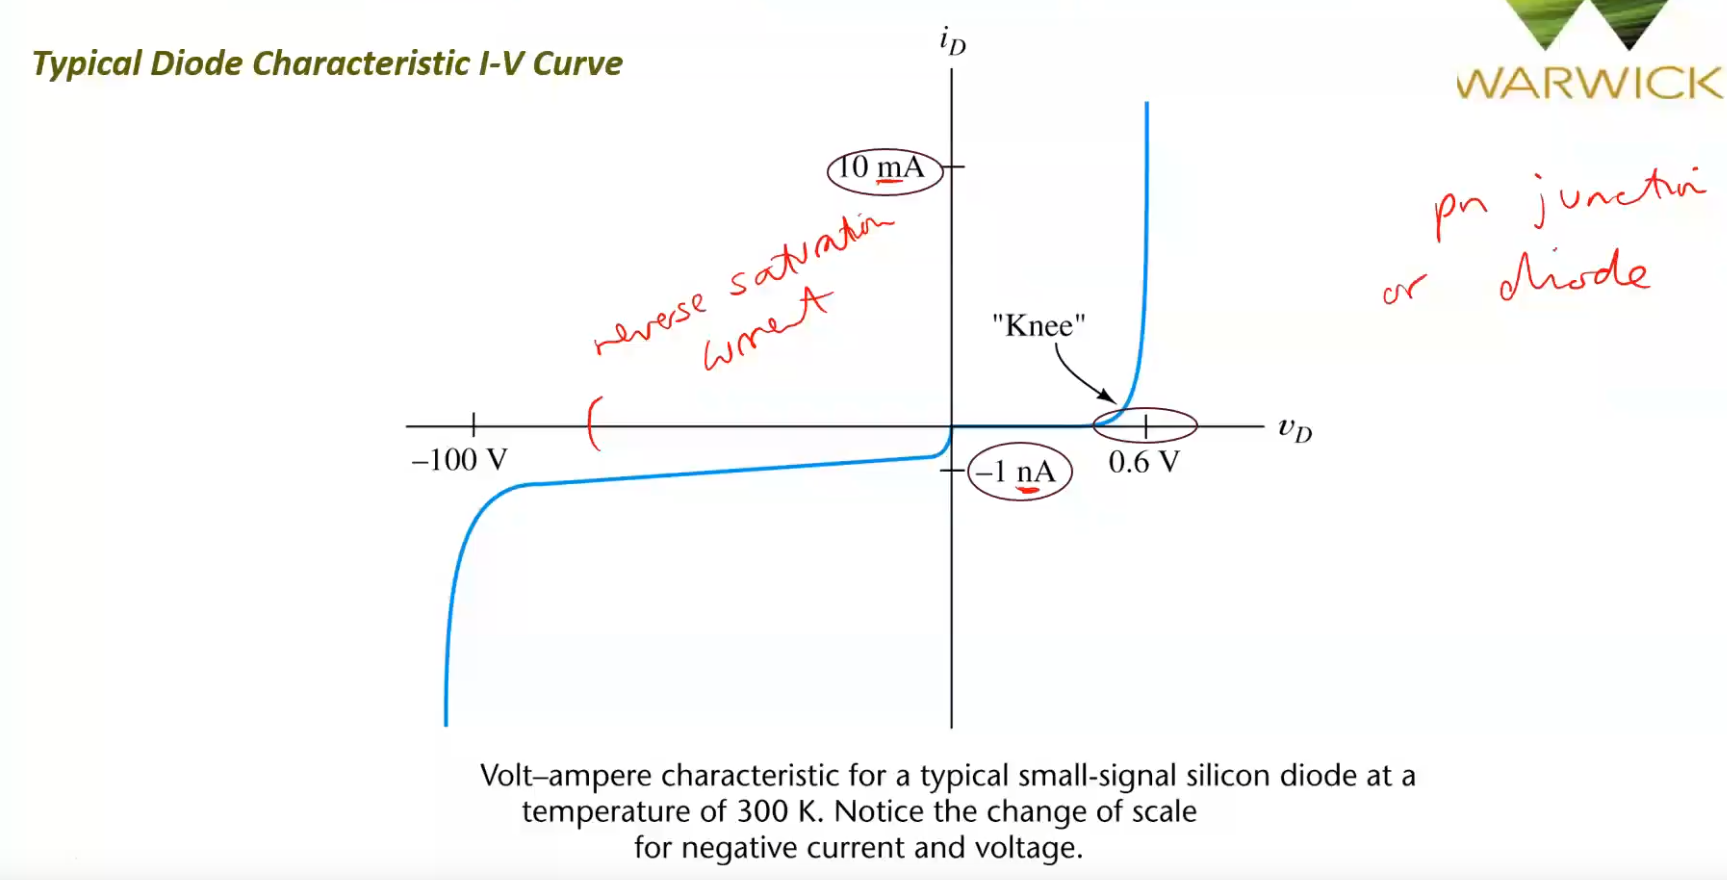 Typical Diode Characteristic I-V Curve
WARWICK
iD
10 mA
pn junction
or diode
reverse saturation
current
"Knee"
vD
–100 V
–1 nA
0.6 V
Volt–ampere characteristic for a typical small-signal silicon diode at a
temperature of 300 K. Notice the change of scale
for negative current and voltage.